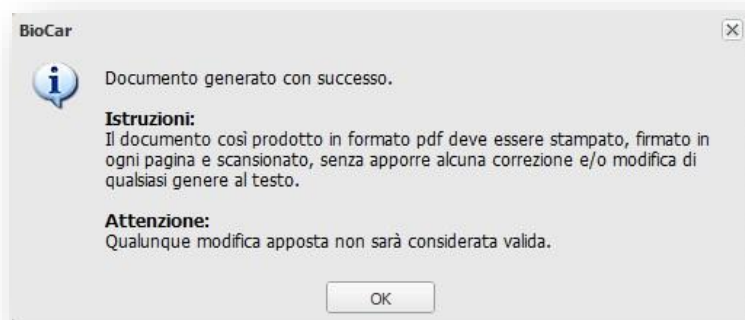 BioCar
Documento generato con successo.
Istruzioni:
Il documento così prodotto in formato pdf deve essere stampato, firmato in
ogni pagina e scansionato, senza apporre alcuna correzione e/o modifica di
qualsiasi genere al testo.
Attenzione:
Qualunque modifica apposta non sarà considerata valida.
OK